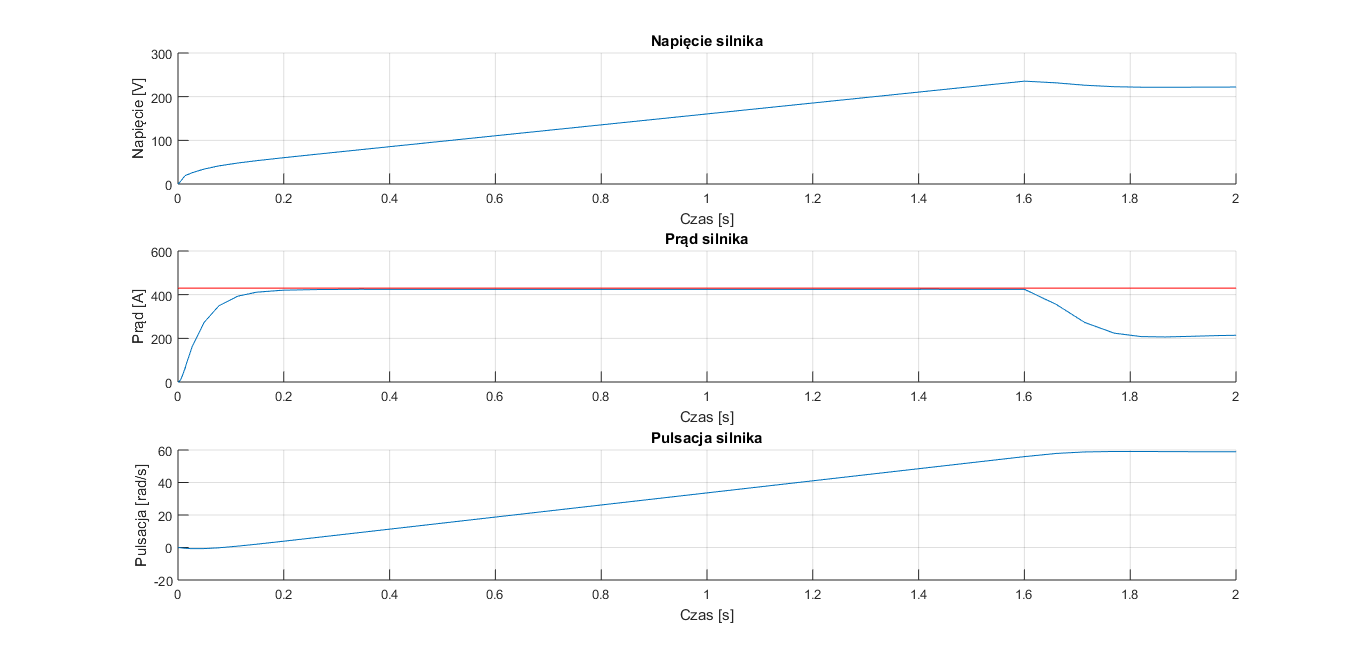 Napięcie silnika
Napięcie [V]
300
200
100
0
0 0.2 0.4 0.6 0.8 1 1.2 1.4 1.6 1.8 2
Czas [s]
Prąd silnika
Prąd [A]
600
400
200
0
0 0.2 0.4 0.6 0.8 1 1.2 1.4 1.6 1.8 2
Czas [s]
Pulsacja silnika
Pulsacja [rad/s]
60
40
20
0
-20
0 0.2 0.4 0.6 0.8 1 1.2 1.4 1.6 1.8 2
Czas [s]